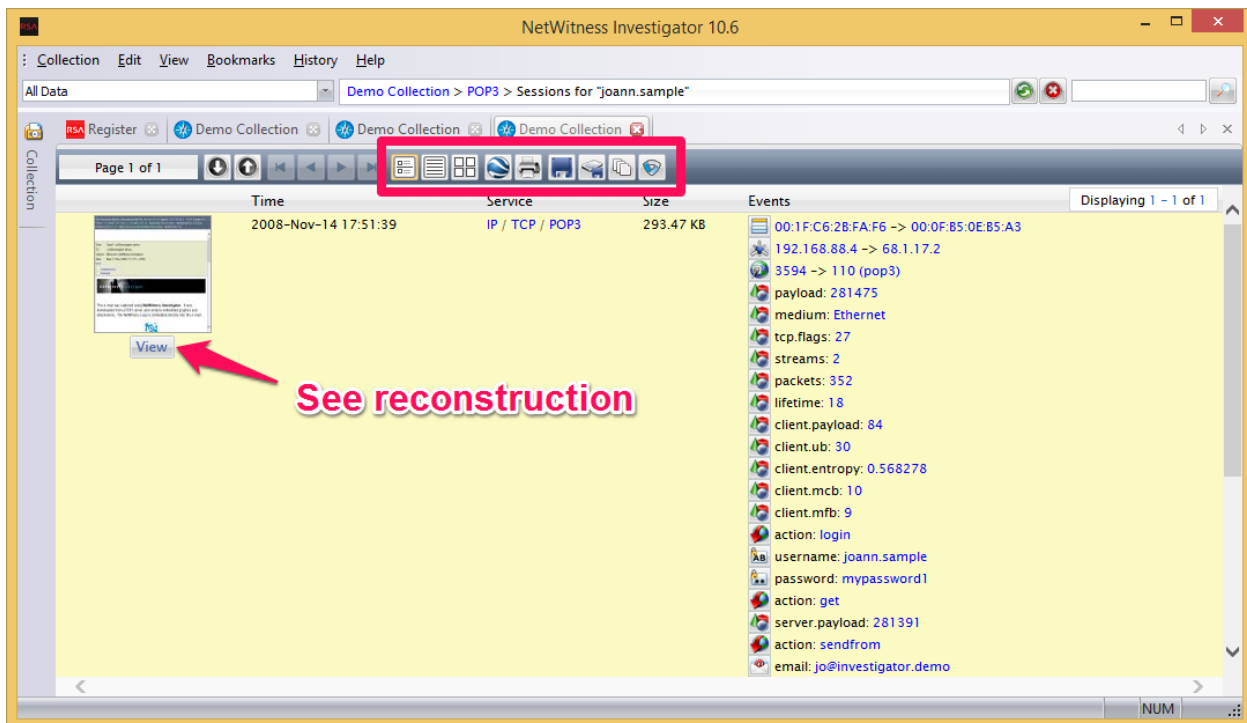 RSA NetWitness Investigator 10.6
Collection Edit View Bookmarks History Help
All Data Demo Collection > POP3 > Sessions for "joann.sample"
RSA Register Demo Collection Demo Collection Demo Collection
Collection
Page 1 of 1
Time Service Size Events Displaying 1 - 1 of 1
2008-Nov-14 17:51:39 IP / TCP / POP3 293.47 KB
View
See reconstruction
00:1F:C6:2B:FA:F6 -> 00:0F:B5:0E:B5:A3
192.168.88.4 -> 68.1.17.2
3594 -> 110 (pop3)
payload: 281475
medium: Ethernet
tcp.flags: 27
streams: 2
packets: 352
lifetime: 18
client.payload: 84
client.ub: 30
client.entropy: 0.568278
client.mcb: 10
client.mfb: 9
action: login
AB username: joann.sample
password: mypassword1
action: get
server.payload: 281391
action: sendfrom
email: jo@investigator.demo
NUM